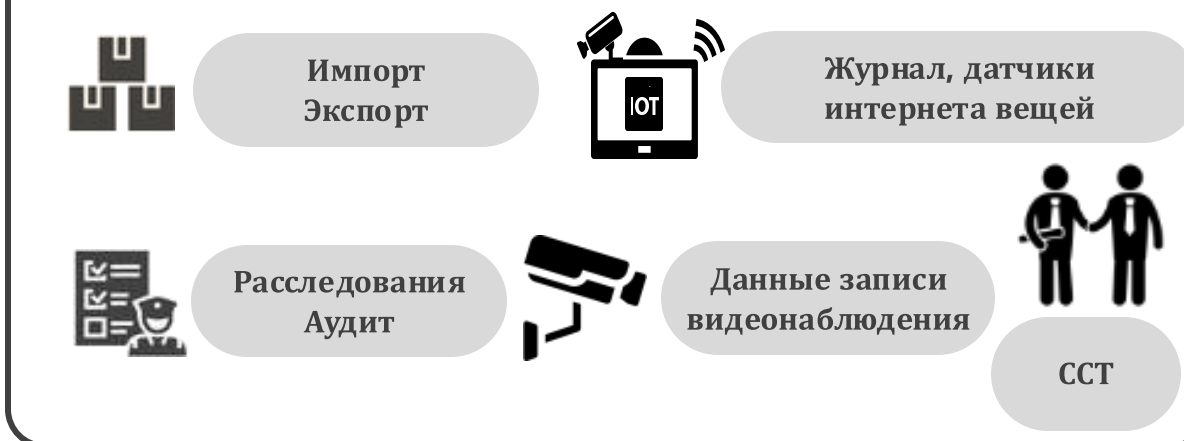 Импорт
Экспорт
IOT
Журнал, датчики
интернета вещей
Расследования
Аудит
Данные записи
видеонаблюдения
ССТ